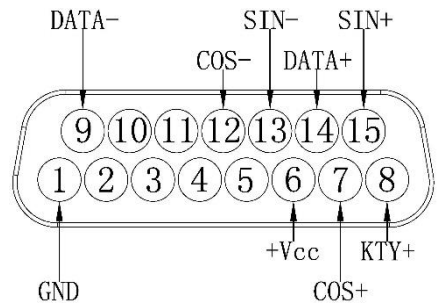 DATA- SIN- SIN+
COS- DATA+
9 10 11 12 13 14 15
1 2 3 4 5 6 7 8
+Vcc KTY+
GND COS+